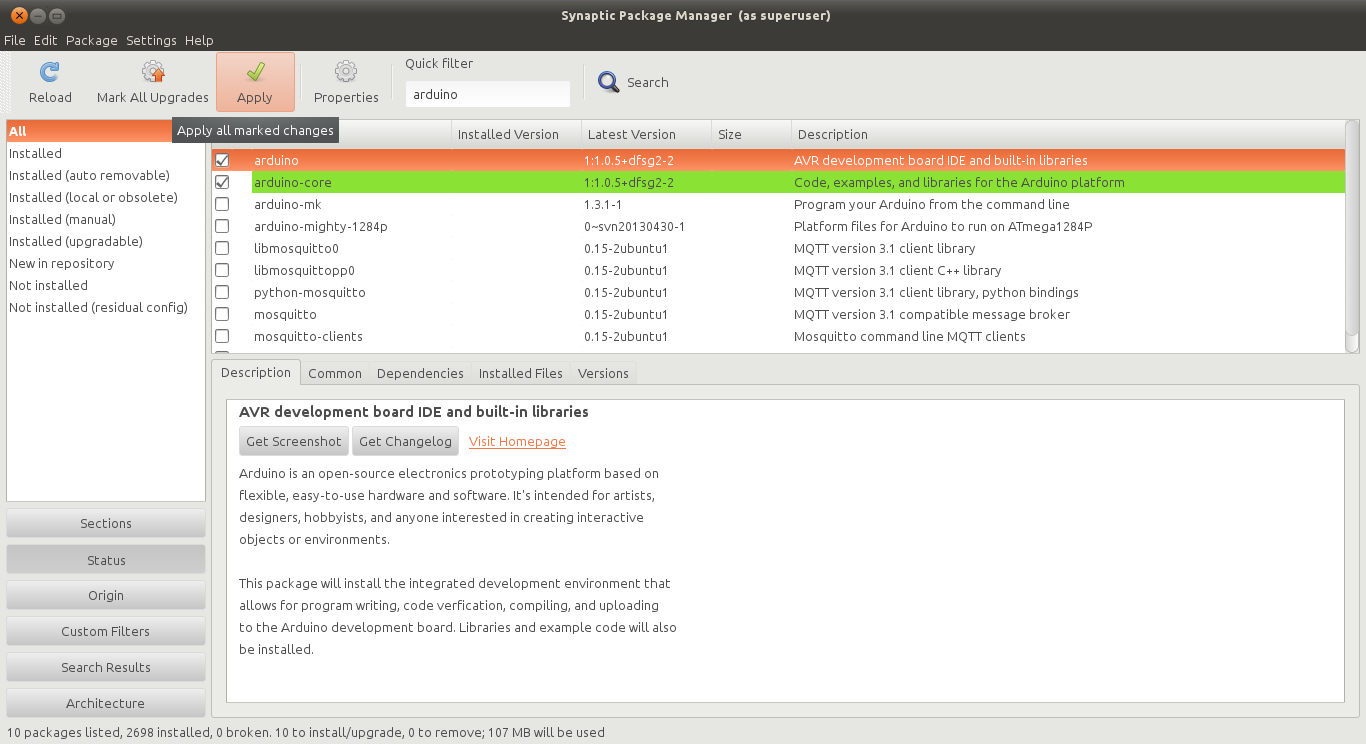 Synaptic Package Manager (as superuser)
File Edit Package Settings Help
Reload Mark All Upgrades Apply Properties Quick filter arduino Search
Apply all marked changes
All
Installed
Installed (auto removable)
Installed (local or obsolete)
Installed (manual)
Installed (upgradable)
New in repository
Not installed
Not installed (residual config)
Sections
Status
Origin
Custom Filters
Search Results
Architecture
Installed Version Latest Version Size Description
arduino 1:1.0.5+dfsg2-2 AVR development board IDE and built-in libraries
arduino-core 1:1.0.5+dfsg2-2 Code, examples, and libraries for the Arduino platform
arduino-mk 1.3.1-1 Program your Arduino from the command line
arduino-mighty-1284p 0~svn20130430-1 Platform files for Arduino to run on ATmega1284P
libmosquitto0 0.15-2ubuntu1 MQTT version 3.1 client library
libmosquittopp0 0.15-2ubuntu1 MQTT version 3.1 client C++ library
python-mosquitto 0.15-2ubuntu1 MQTT version 3.1 client library, python bindings
mosquitto 0.15-2ubuntu1 MQTT version 3.1 compatible message broker
mosquitto-clients 0.15-2ubuntu1 Mosquitto command line MQTT clients
Description Common Dependencies Installed Files Versions
AVR development board IDE and built-in libraries
Get Screenshot Get Changelog Visit Homepage
Arduino is an open-source electronics prototyping platform based on
flexible, easy-to-use hardware and software. It's intended for artists,
designers, hobbyists, and anyone interested in creating interactive
objects or environments.
This package will install the integrated development environment that
allows for program writing, code verfication, compiling, and uploading
to the Arduino development board. Libraries and example code will also
be installed.
10 packages listed, 2698 installed, 0 broken. 10 to install/upgrade, 0 to remove; 107 MB will be used